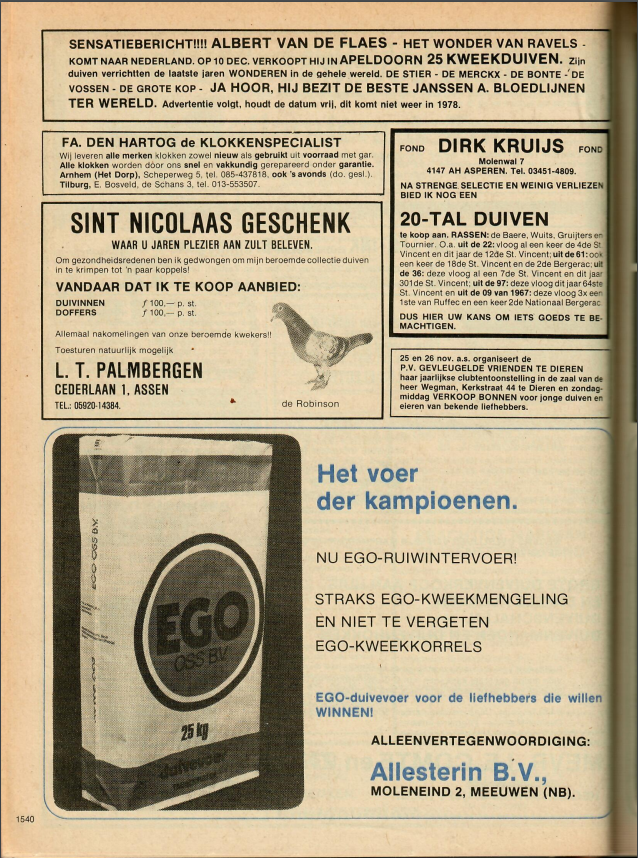 SENSATIEBERICHT!!!! ALBERT VAN DE FLAES - HET WONDER VAN RAVELS -
KOMT NAAR NEDERLAND. OP 10 DEC. VERKOOPT HIJ IN APELDOORN 25 KWEEKDUIVEN. Zijn
duiven verrichtten de laatste jaren WONDEREN in de gehele wereld. DE STIER - DE MERCKX - DE BONTE - DE
VOSSEN - DE GROTE KOP - JA HOOR, HIJ BEZIT DE BESTE JANSSEN A. BLOEDLIJNEN
TER WERELD. Advertentie volgt, houdt de datum vrij, dit komt niet weer in 1978.
FA. DEN HARTOG de KLOKKENSPECIALIST
Wij leveren alle merken klokken zowel nieuw als gebruikt uit voorraad met gar.
Alle klokken worden dóór ons snel en vakkundig gerepareerd onder garantie.
Arnhem (Het Dorp), Scheperweg 5, tel. 085-437818, ook 's avonds (do. gesl.).
Tilburg, E. Bosveld, de Schans 3, tel. 013-553507.
SINT NICOLAAS GESCHENK
WAAR U JAREN PLEZIER AAN ZULT BELEVEN.
Om gezondheidsredenen ben ik gedwongen om mijn beroemde collectie duiven
in te krimpen tot 'n paar koppels!
VANDAAR DAT IK TE KOOP AANBIED:
DUIVINNEN ƒ 100,— p. st.
DOFFERS ƒ 100,— p. st.
Allemaal nakomelingen van onze beroemde kwekers!!
Toesturen natuurlijk mogelijk
L. T. PALMBERGEN
CEDERLAAN 1, ASSEN
TEL.: 05920-14384.
de Robinson
FOND DIRK KRUIJS FOND
Molenwal 7
4147 AH ASPEREN. Tel. 03451-4809.
NA STRENGE SELECTIE EN WEINIG VERLIEZEN
BIED IK NOG EEN
20-TAL DUIVEN
te koop aan. RASSEN: de Baere, Wuits, Gruijters en
Tournier. O.a. uit de 22: vloog al een keer de 4de St.
Vincent en dit jaar de 12de St. Vincent; uit de 61: ook
een keer de 18de St. Vincent en de 2de Bergerac; uit
de 36: deze vloog al een 7de St. Vincent en dit jaar
301de St. Vincent; uit de 97: deze vloog dit jaar 64ste
St. Vincent en uit de 09 van 1967: deze vloog 3x een
1ste van Ruffec en een keer 2de Nationaal Bergerac
DUS HIER UW KANS OM IETS GOEDS TE BE-
MACHTIGEN.
25 en 26 nov. a.s. organiseert de
P.V. GEVLEUGELDE VRIENDEN TE DIEREN
haar jaarlijkse clubtentoonstelling in de zaal van de
heer Wegman, Kerkstraat 44 te Dieren en zondag-
middag VERKOOP BONNEN voor jonge duiven en
eieren van bekende liefhebbers.
EGO OSS B.V.
EGO
OSS B.V.
25 kg
duivevoer
Het voer
der kampioenen.
NU EGO-RUIWINTERVOER!
STRAKS EGO-KWEEKMENGELING
EN NIET TE VERGETEN
EGO-KWEEKKORRELS
EGO-duivevoer voor de liefhebbers die willen
WINNEN!
ALLEENVERTEGENWOORDIGING:
Allesterin B.V.,
MOLENEIND 2, MEEUWEN (NB).
1540